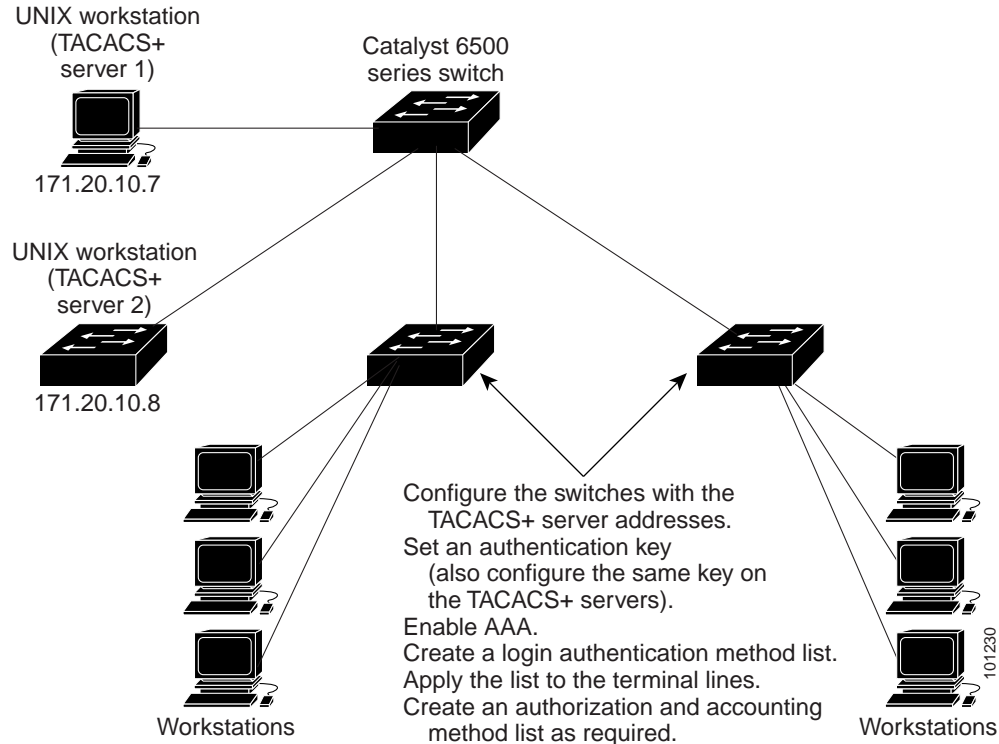 UNIX workstation
(TACACS+
server 1)
Catalyst 6500
series switch
171.20.10.7
UNIX workstation
(TACACS+
server 2)
171.20.10.8
Configure the switches with the
TACACS+ server addresses.
Set an authentication key
(also configure the same key on
the TACACS+ servers).
Enable AAA.
Create a login authentication method list.
Apply the list to the terminal lines.
Create an authorization and accounting
method list as required.
Workstations
Workstations
101230